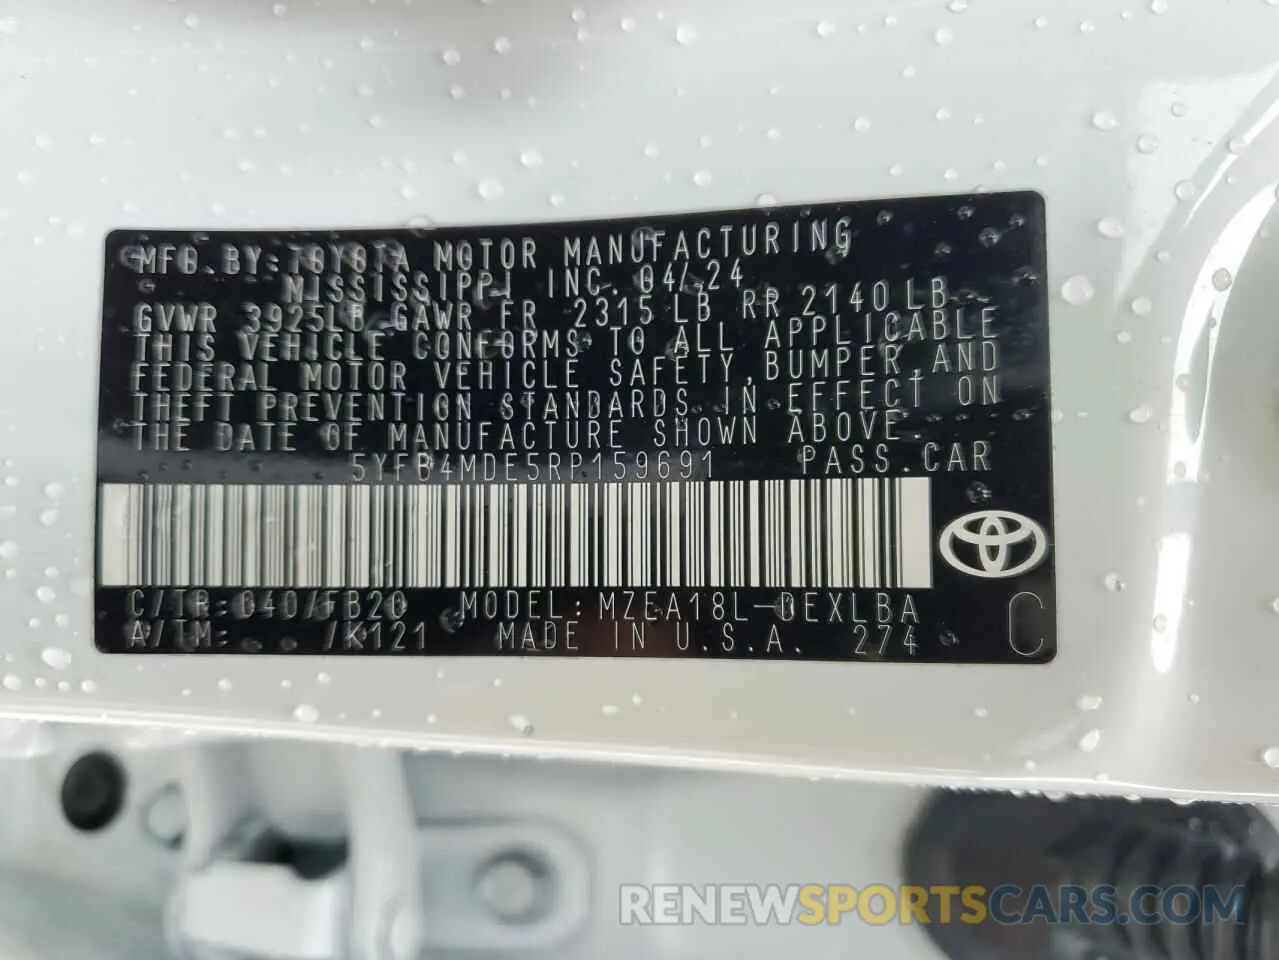 MFG. BY: TOYOTA MOTOR MANUFACTURING
MISSISSIPPI INC. 04/24
GVWR 3925LB GAWR FR 2315LB RR 2140LB
THIS VEHICLE CONFORMS TO ALL APPLICABLE
FEDERAL MOTOR VEHICLE SAFETY, BUMPER, AND
THEFT PREVENTION STANDARDS IN EFFECT ON
THE DATE OF MANUFACTURE SHOWN ABOVE.
5YFB4MDE5RP159691 PASS.CAR
C/TR: 040/FB20 MODEL: MZEA18L-DEXLBA
A/TM: /K121 MADE IN U.S.A. 274
C
RENEWSPORTSCARS.COM